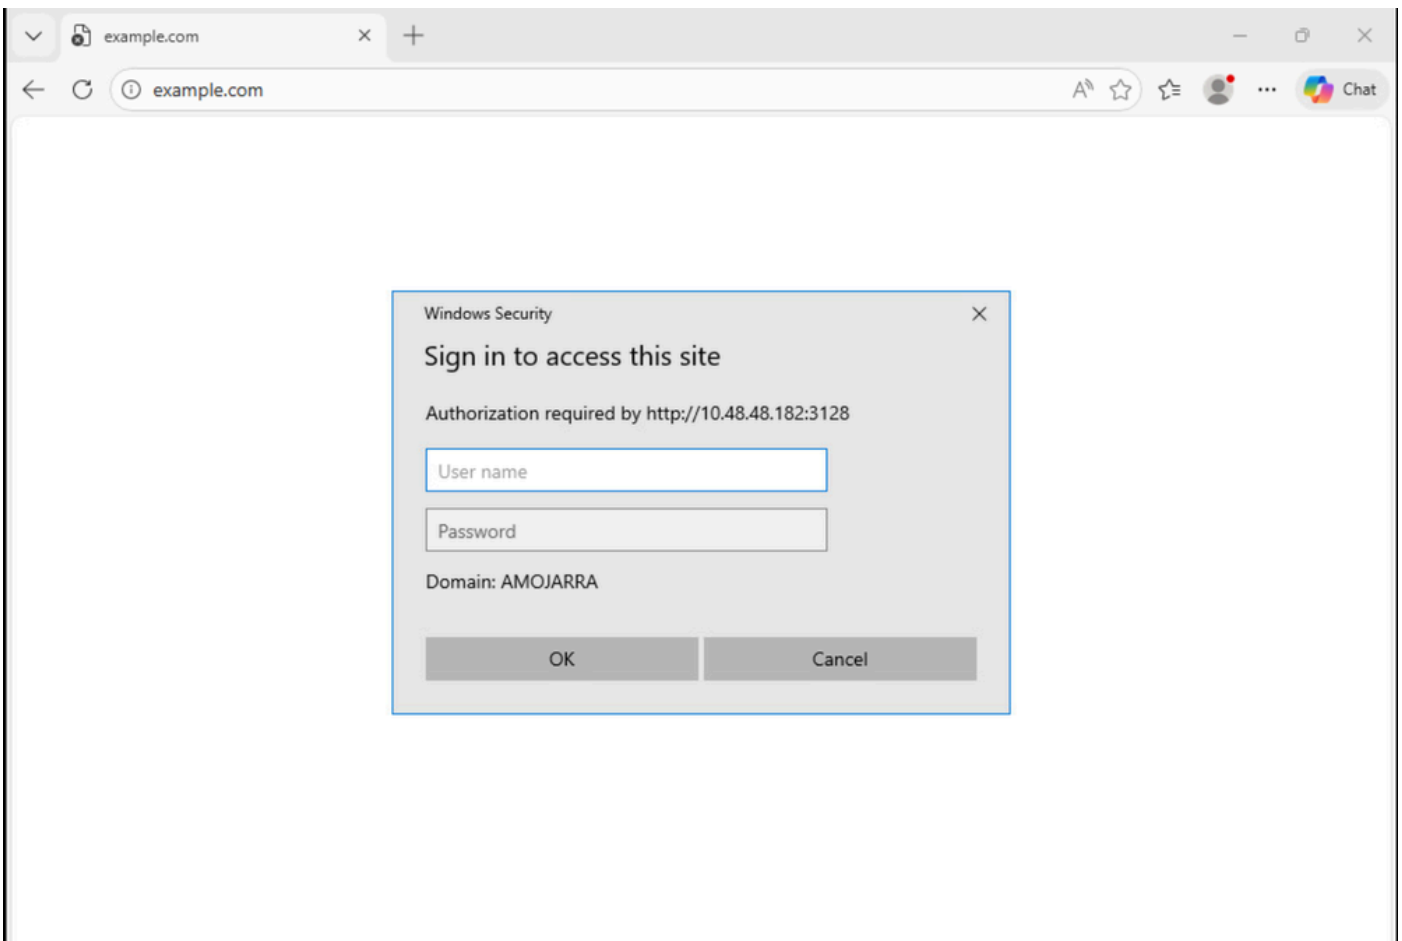 example.com
example.com
Chat
Windows Security
Sign in to access this site
Authorization required by http://10.48.48.182:3128
User name
Password
Domain: AMOJARRA
OK
Cancel